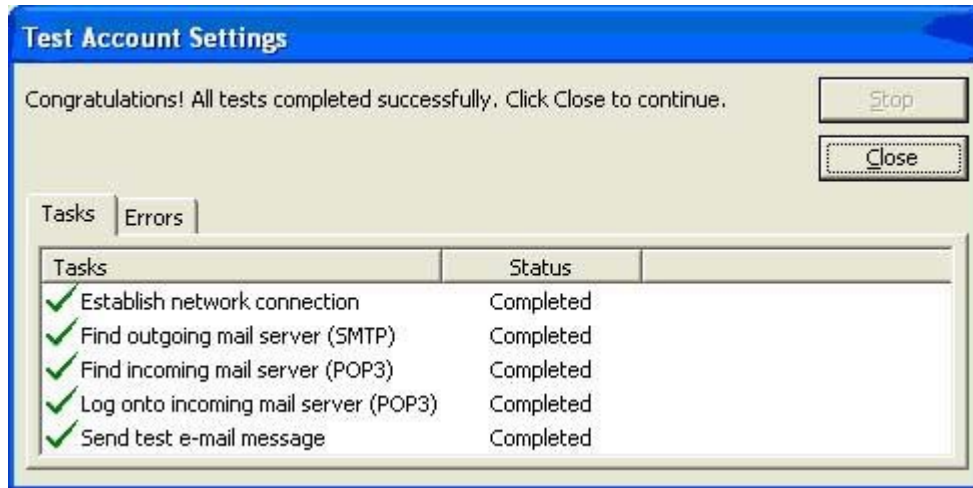 Test Account Settings
Congratulations! All tests completed successfully. Click Close to continue.
Stop
Close
Tasks Errors
Tasks Status
Establish network connection Completed
Find outgoing mail server (SMTP) Completed
Find incoming mail server (POP3) Completed
Log onto incoming mail server (POP3) Completed
Send test e-mail message Completed